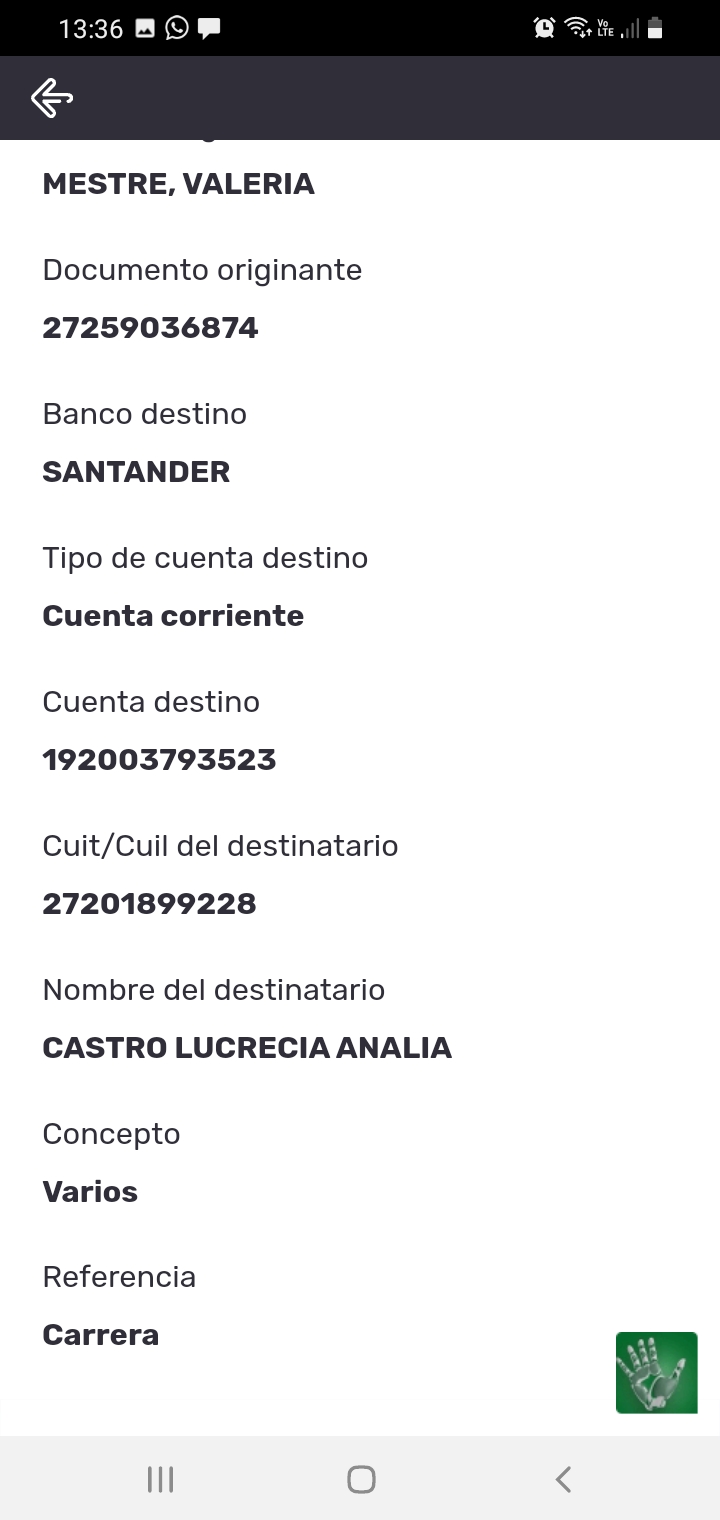 13:36
Vo
LTE
MESTRE, VALERIA
Documento originante
27259036874
Banco destino
SANTANDER
Tipo de cuenta destino
Cuenta corriente
Cuenta destino
192003793523
Cuit/Cuil del destinatario
27201899228
Nombre del destinatario
CASTRO LUCRECIA ANALIA
Concepto
Varios
Referencia
Carrera